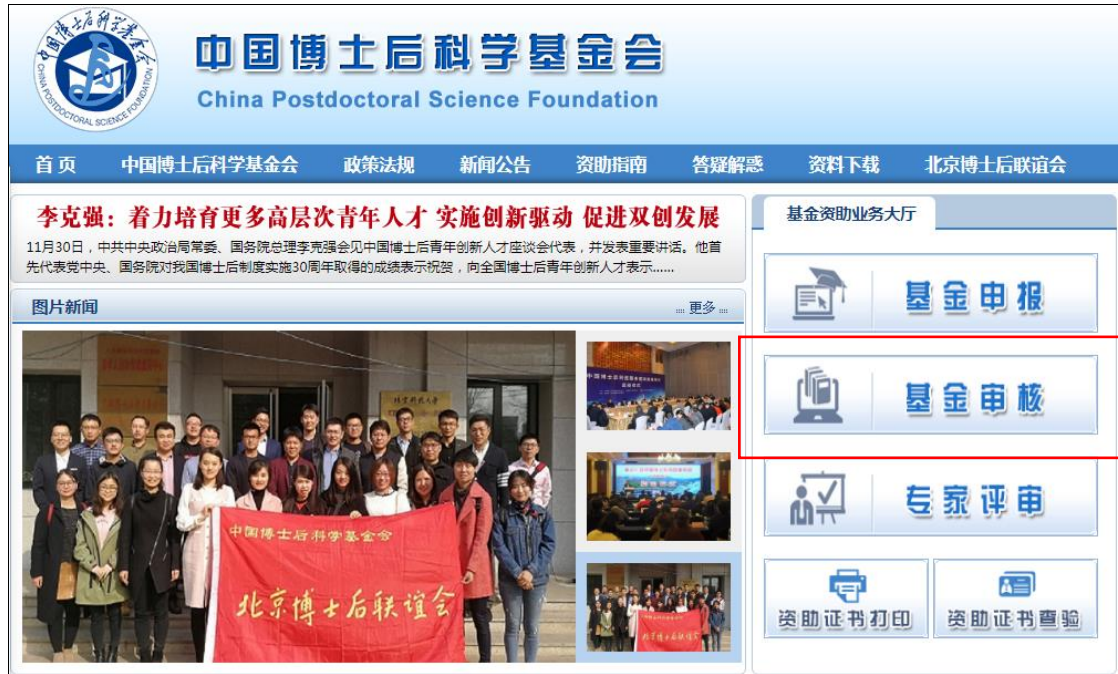 中国博士后科学基金会
CHINA POSTDOCTORAL SCIENCE FOUNDATION
中国博士后科学基金会
China Postdoctoral Science Foundation
首页 中国博士后科学基金会 政策法规 新闻公告 资助指南 答疑解惑 资料下载 北京博士后联谊会
李克强：着力培育更多高层次青年人才 实施创新驱动 促进双创发展
11月30日，中共中央政治局常委、国务院总理李克强会见中国博士后青年创新人才座谈会代表，并发表重要讲话。他首
先代表党中央、国务院对我国博士后制度实施30周年取得的成绩表示祝贺，向全国博士后青年创新人才表示......
图片新闻
更多
中国博士后科学基金会
北京博士后联谊会
基金资助业务大厅
基金申报
基金审核
专家评审
资助证书打印
资助证书查验